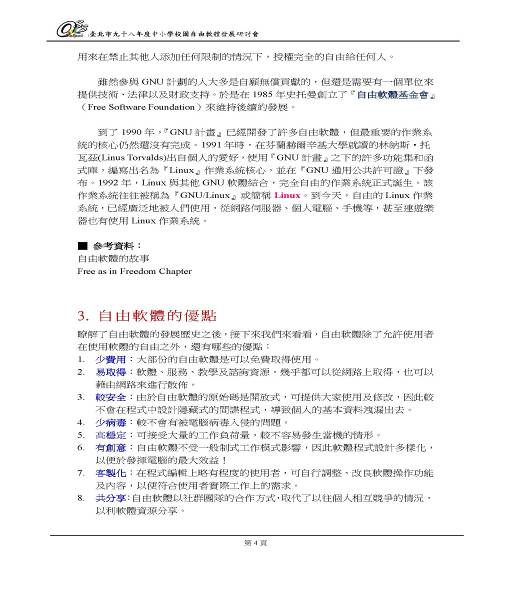 臺北市九十八年度中小學校園自由軟體發展研討會
用來在禁止其他人添加任何限制的情況下，授權完全的自由給任何人。
雖然參與 GNU 計劃的人大多是自願無償貢獻的，但還是需要有一個單位來
提供技術、法律以及財政支持。於是在 1985 年史托曼創立了『自由軟體基金會』
（Free Software Foundation）來維持後續的發展。
到了 1990 年，『GNU 計畫』已經開發了許多自由軟體，但最重要的作業系
統的核心仍然還沒有完成。1991 年時，在芬蘭赫爾辛基大學就讀的林納斯‧托
瓦茲(Linus Torvalds)出自個人的愛好，使用『GNU 計畫』之下的許多功能集和函
式庫，編寫出名為『Linux』作業系統核心，並在『GNU 通用公共許可證』下發
布。1992 年，Linux 與其他 GNU 軟體結合，完全自由的作業系統正式誕生。該
作業系統往往被稱為『GNU/Linux』或簡稱 Linux。到今天，自由的 Linux 作業
系統，已經廣泛地被人們使用，從網路伺服器、個人電腦、手機等，甚至連遊樂
器也有使用 Linux 作業系統。
■ 參考資料：
自由軟體的故事
Free as in Freedom Chapter
3. 自由軟體的優點
瞭解了自由軟體的發展歷史之後，接下來我們來看看，自由軟體除了允許使用者
在使用軟體的自由之外，還有哪些的優點：
1. 少費用：大部份的自由軟體是可以免費取得使用。
2. 易取得：軟體、服務、教學及諮詢資源，幾乎都可以從網路上取得，也可以
藉由網路來進行散佈。
3. 較安全：由於自由軟體的原始碼是開放式，可提供大家使用及修改，因此較
不會在程式中設計隱藏式的間諜程式，導致個人的基本資料洩漏出去。
4. 少病毒：較不會有被電腦病毒入侵的問題。
5. 高穩定：可接受大量的工作負荷量，較不容易發生當機的情形。
6. 有創意：自由軟體不受一般制式工作模式影響，因此軟體程式設計多樣化，
以便於發揮電腦的最大效益！
7. 客製化：在程式編輯上略有程度的使用者，可自行調整、改良軟體操作功能
及內容，以便符合使用者實際工作上的需求。
8. 共分享：自由軟體以社群團隊的合作方式，取代了以往個人相互競爭的情況，
以利軟體資源分享。
第 4 頁